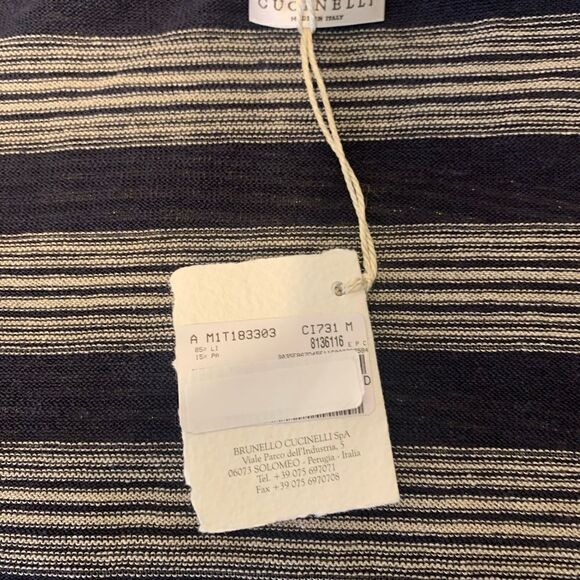 CUCINELLI
MADE IN ITALY
A M1T183303 CI731 M
85% LI 8136116 E P C
15% PA
D
BRUNELLO CUCINELLI SpA
Viale Parco dell'Industria, 5
06073 SOLOMEO - Perugia - Italia
Tel. +39 075 697071
Fax +39 075 6970708